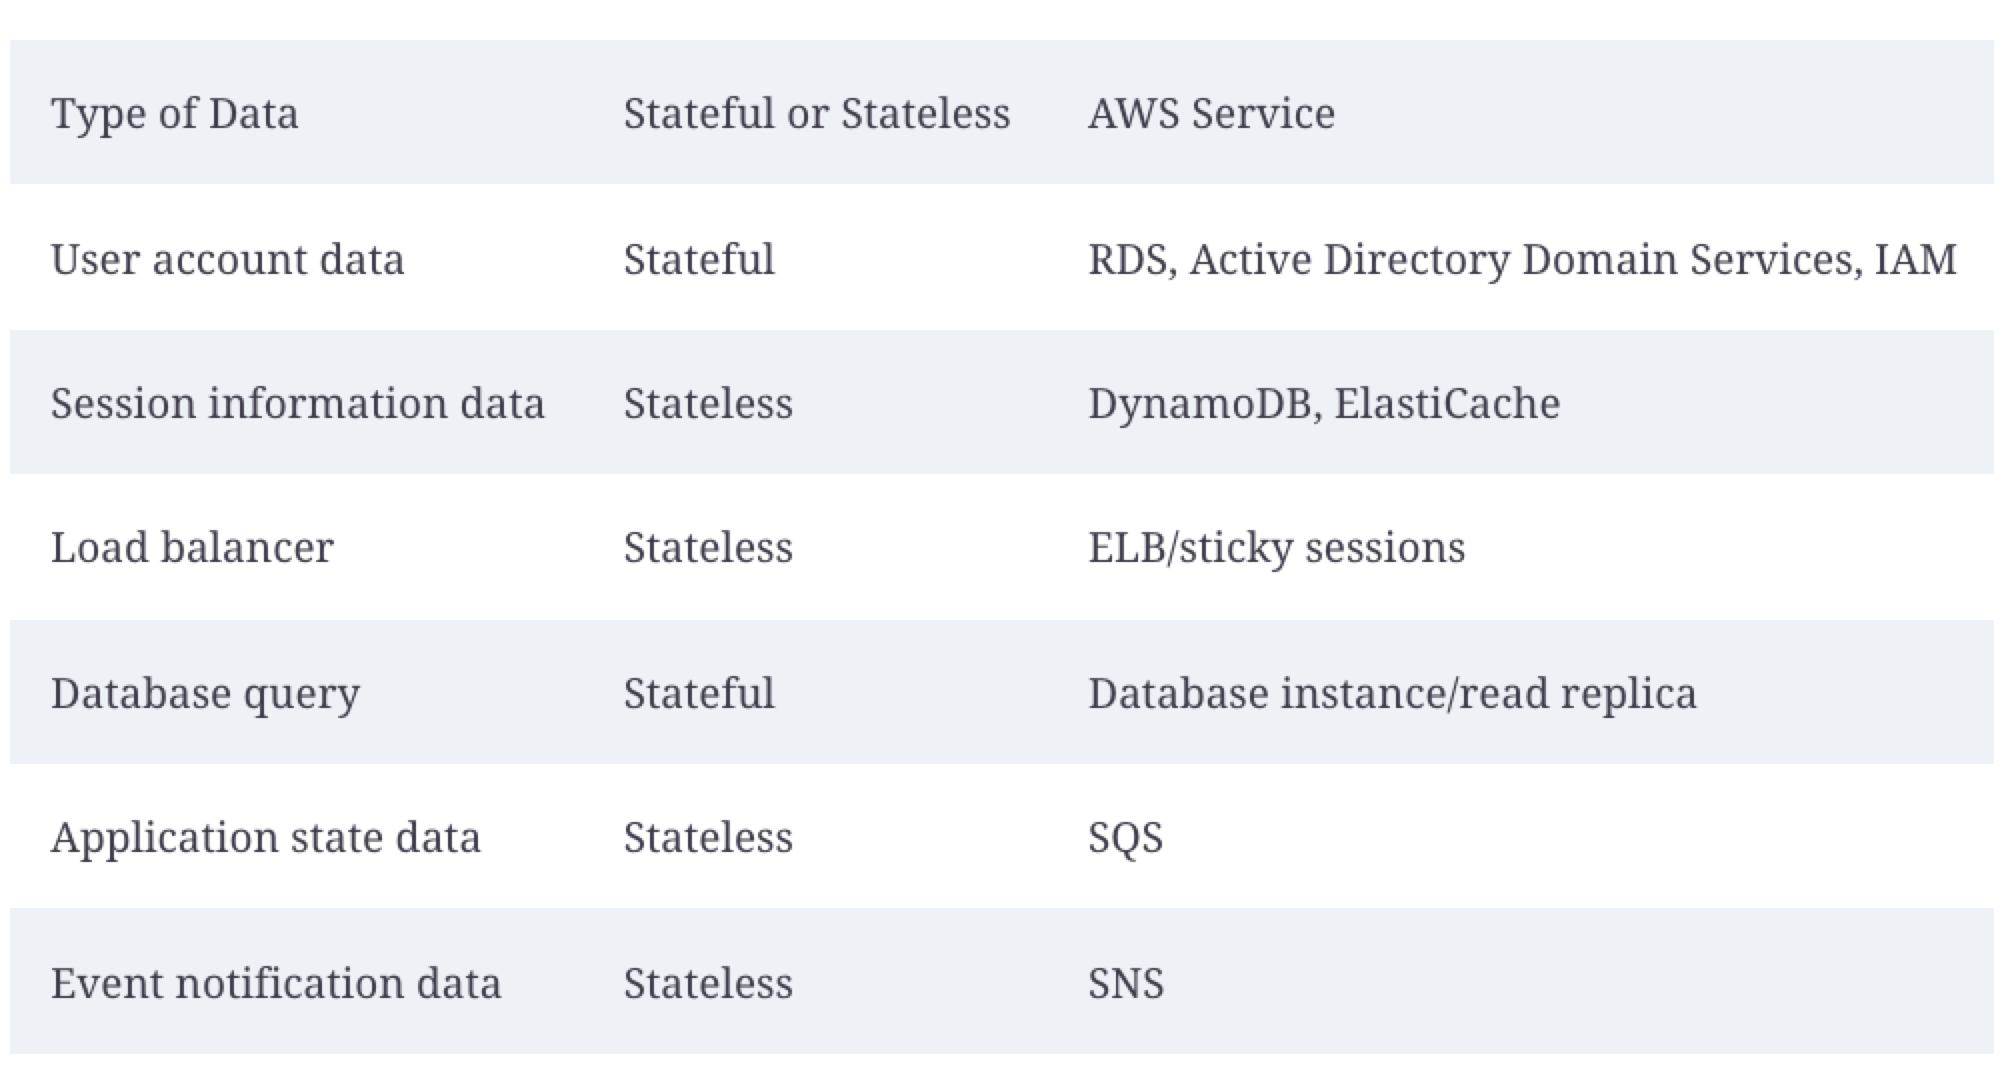 Type of Data Stateful or Stateless AWS Service
User account data Stateful RDS, Active Directory Domain Services, IAM
Session information data Stateless DynamoDB, ElastiCache
Load balancer Stateless ELB/sticky sessions
Database query Stateful Database instance/read replica
Application state data Stateless SQS
Event notification data Stateless SNS